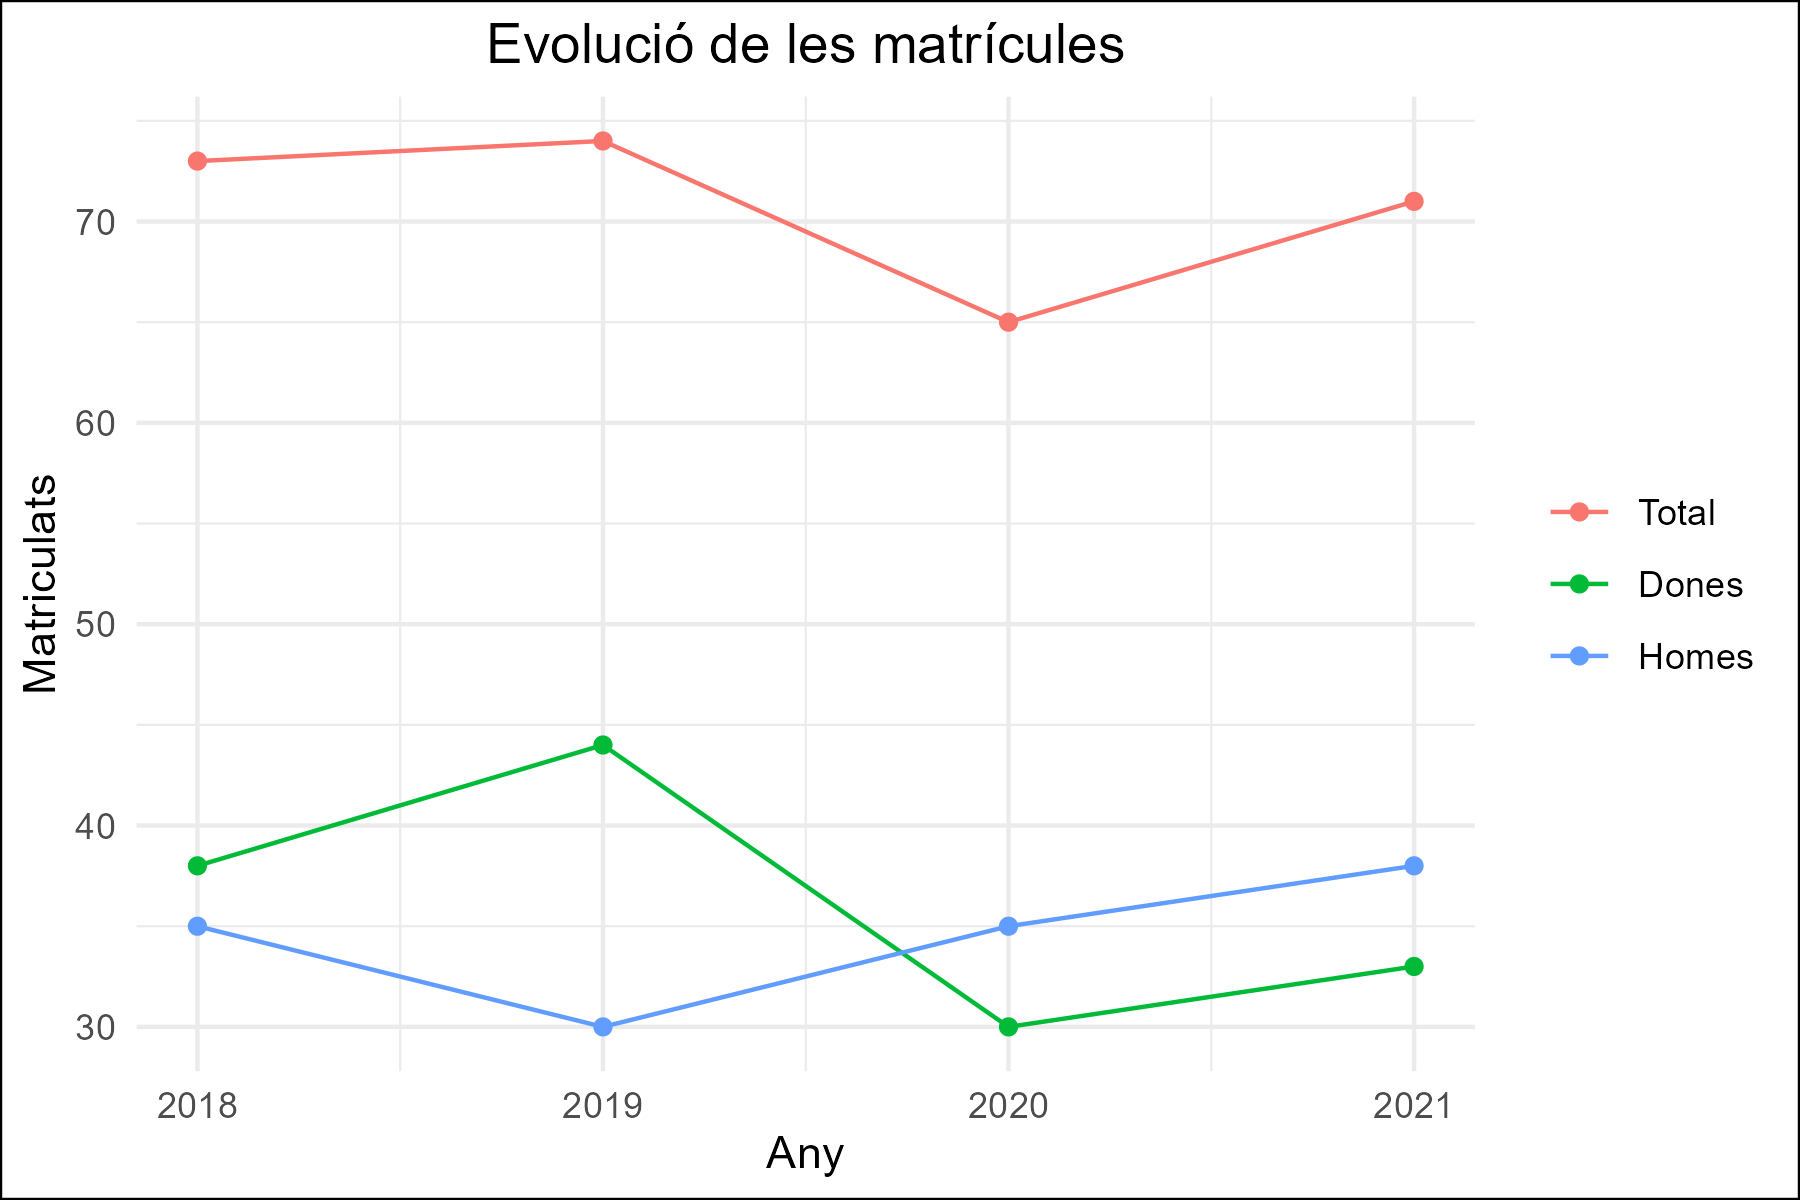 Evolució de les matrícules
Matriculats
70
60
50
40
30
2018
2019
2020
2021
Any
Total
Dones
Homes